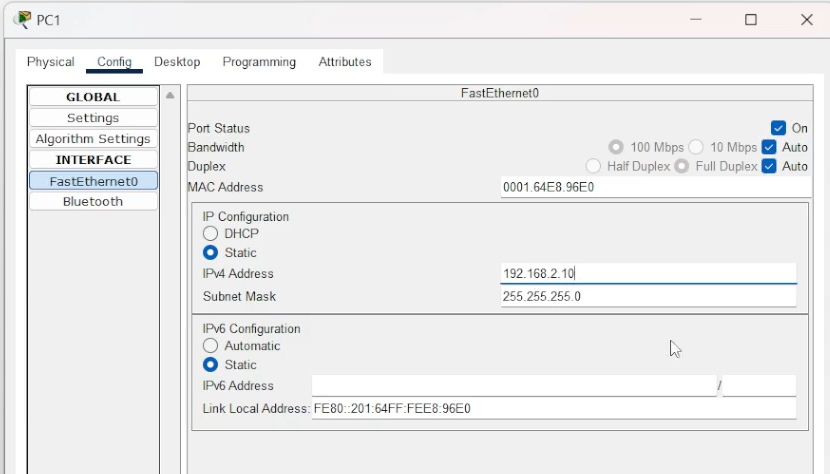 PC1
Physical Config Desktop Programming Attributes
GLOBAL
Settings
Algorithm Settings
INTERFACE
FastEthernet0
Bluetooth
FastEthernet0
Port Status On
Bandwidth 100 Mbps 10 Mbps Auto
Duplex Half Duplex Full Duplex Auto
MAC Address 0001.64E8.96E0
IP Configuration
DHCP
Static
IPv4 Address 192.168.2.10
Subnet Mask 255.255.255.0
IPv6 Configuration
Automatic
Static
IPv6 Address /
Link Local Address: FE80::201:64FF:FEE8:96E0